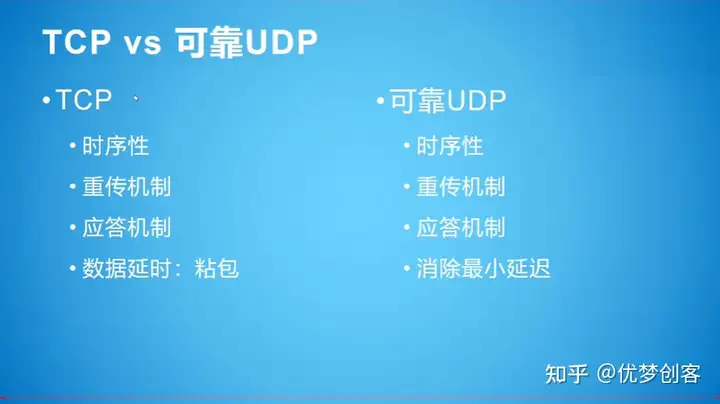 TCP vs 可靠UDP
• TCP
• 时序性
• 重传机制
• 应答机制
• 数据延时：粘包
• 可靠UDP
• 时序性
• 重传机制
• 应答机制
• 消除最小延迟
知乎 @优梦创客